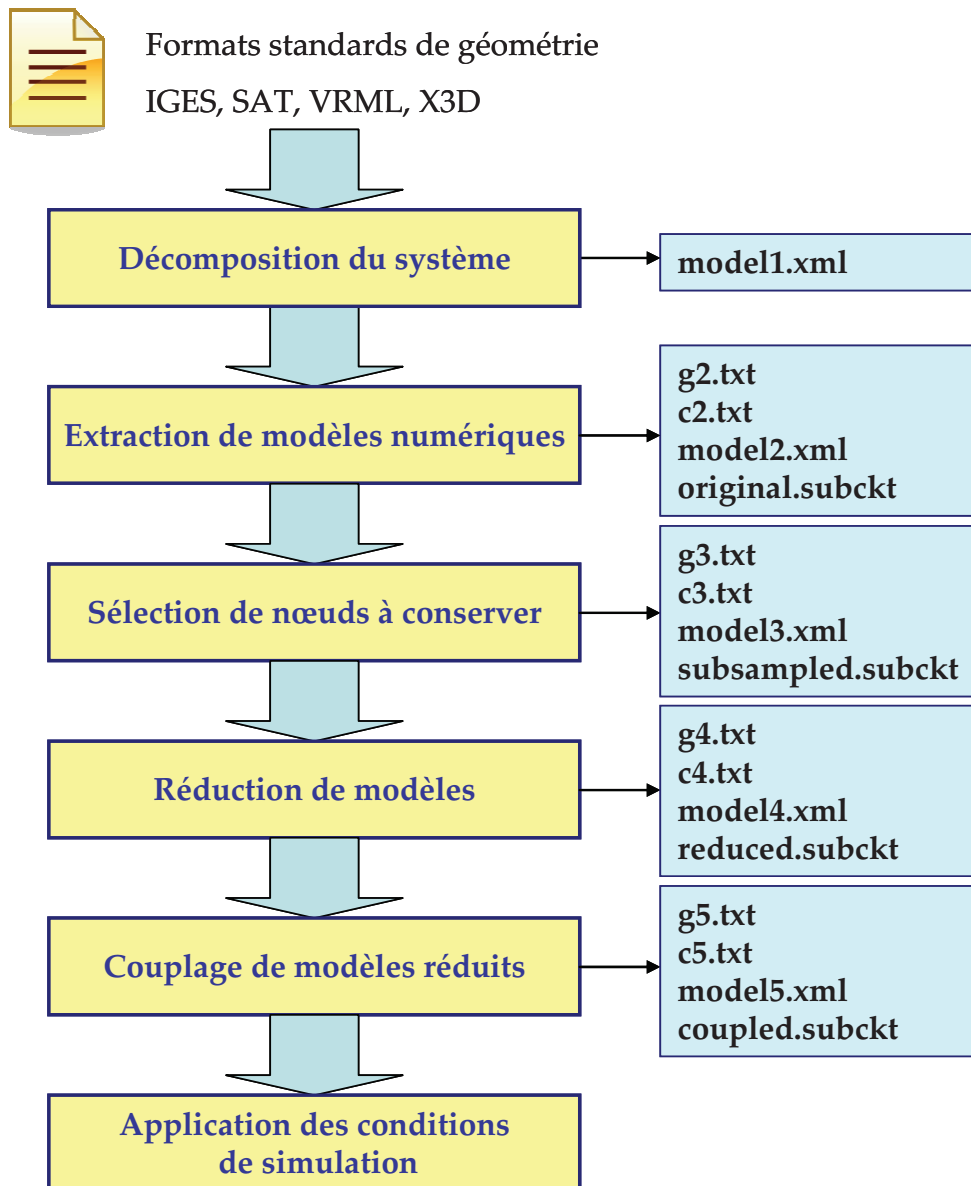 Formats standards de géométrie
IGES, SAT, VRML, X3D
Décomposition du système
model1.xml
Extraction de modèles numériques
g2.txt
c2.txt
model2.xml
original.subckt
Sélection de nœuds à conserver
g3.txt
c3.txt
model3.xml
subsampled.subckt
Réduction de modèles
g4.txt
c4.txt
model4.xml
reduced.subckt
Couplage de modèles réduits
g5.txt
c5.txt
model5.xml
coupled.subckt
Application des conditions
de simulation